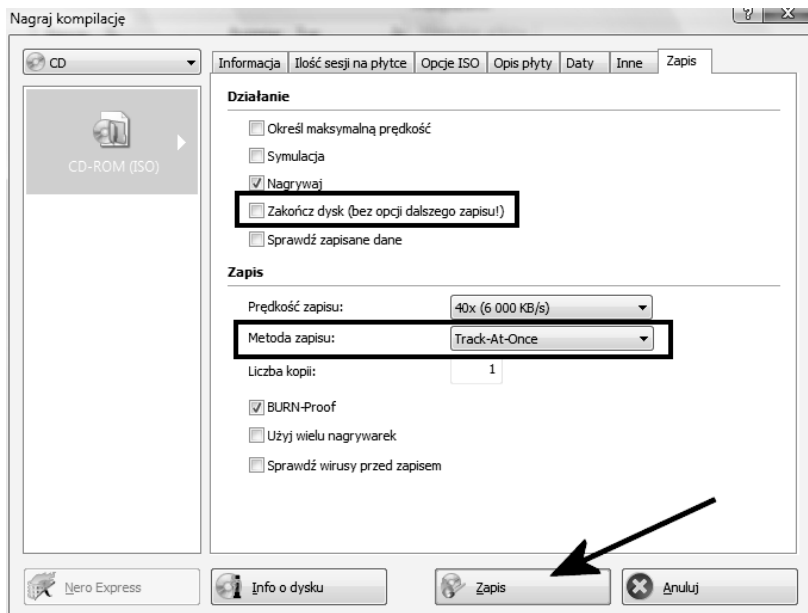 Nagraj kompilację
CD
CD-ROM (ISO)
Informacja
Ilość sesji na płytce
Opcje ISO
Opis płyty
Daty
Inne
Zapis
Działanie
Określ maksymalną prędkość
Symulacja
Nagrywaj
Zakończ dysk (bez opcji dalszego zapisu!)
Sprawdź zapisane dane
Zapis
Prędkość zapisu: 40x (6 000 KB/s)
Metoda zapisu: Track-At-Once
Liczba kopii: 1
BURN-Proof
Użyj wielu nagrywarek
Sprawdź wirusy przed zapisem
Nero Express
Info o dysku
Zapis
Anuluj